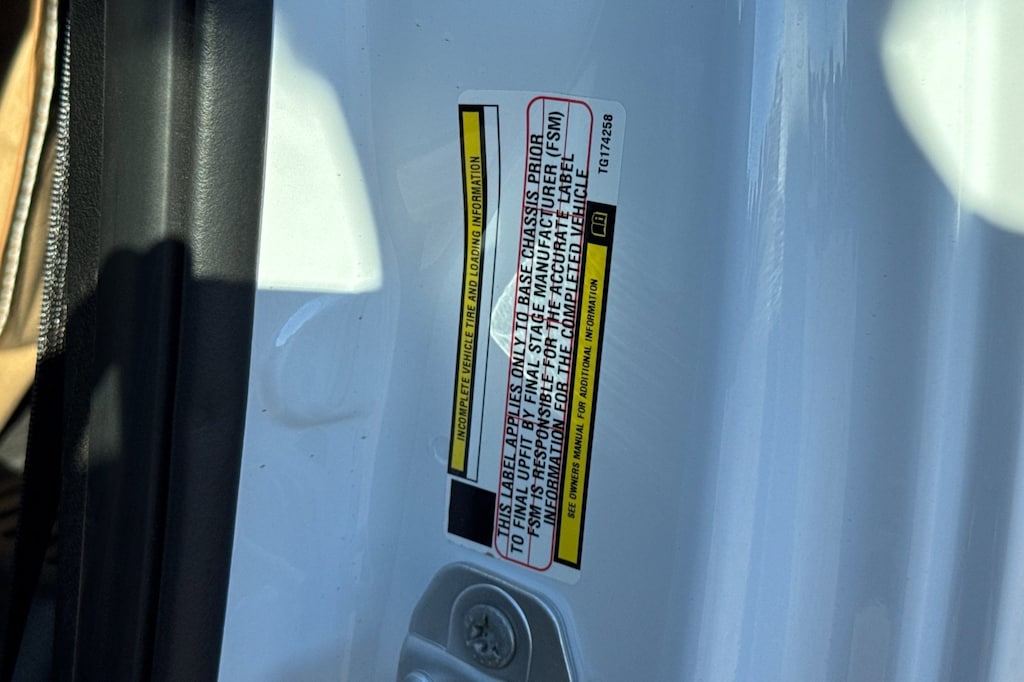 INCOMPLETE VEHICLE TIRE AND LOADING INFORMATION
THIS LABEL APPLIES ONLY TO BASE CHASSIS PRIOR
TO FINAL UPFIT BY FINAL STAGE MANUFACTURER (FSM)
FSM IS RESPONSIBLE FOR THE ACCURATE LABEL
INFORMATION FOR THE COMPLETED VEHICLE
SEE OWNERS MANUAL FOR ADDITIONAL INFORMATION
TG174258